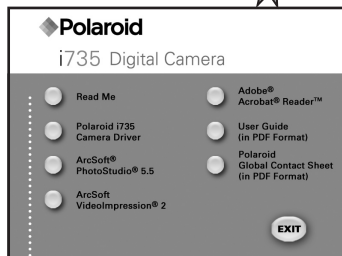 Polaroid
i735 Digital Camera
Read Me
Polaroid i735
Camera Driver
ArcSoft®
PhotoStudio® 5.5
ArcSoft
VideoImpression® 2
Adobe®
Acrobat® Reader™
User Guide
(in PDF Format)
Polaroid
Global Contact Sheet
(in PDF Format)
EXIT